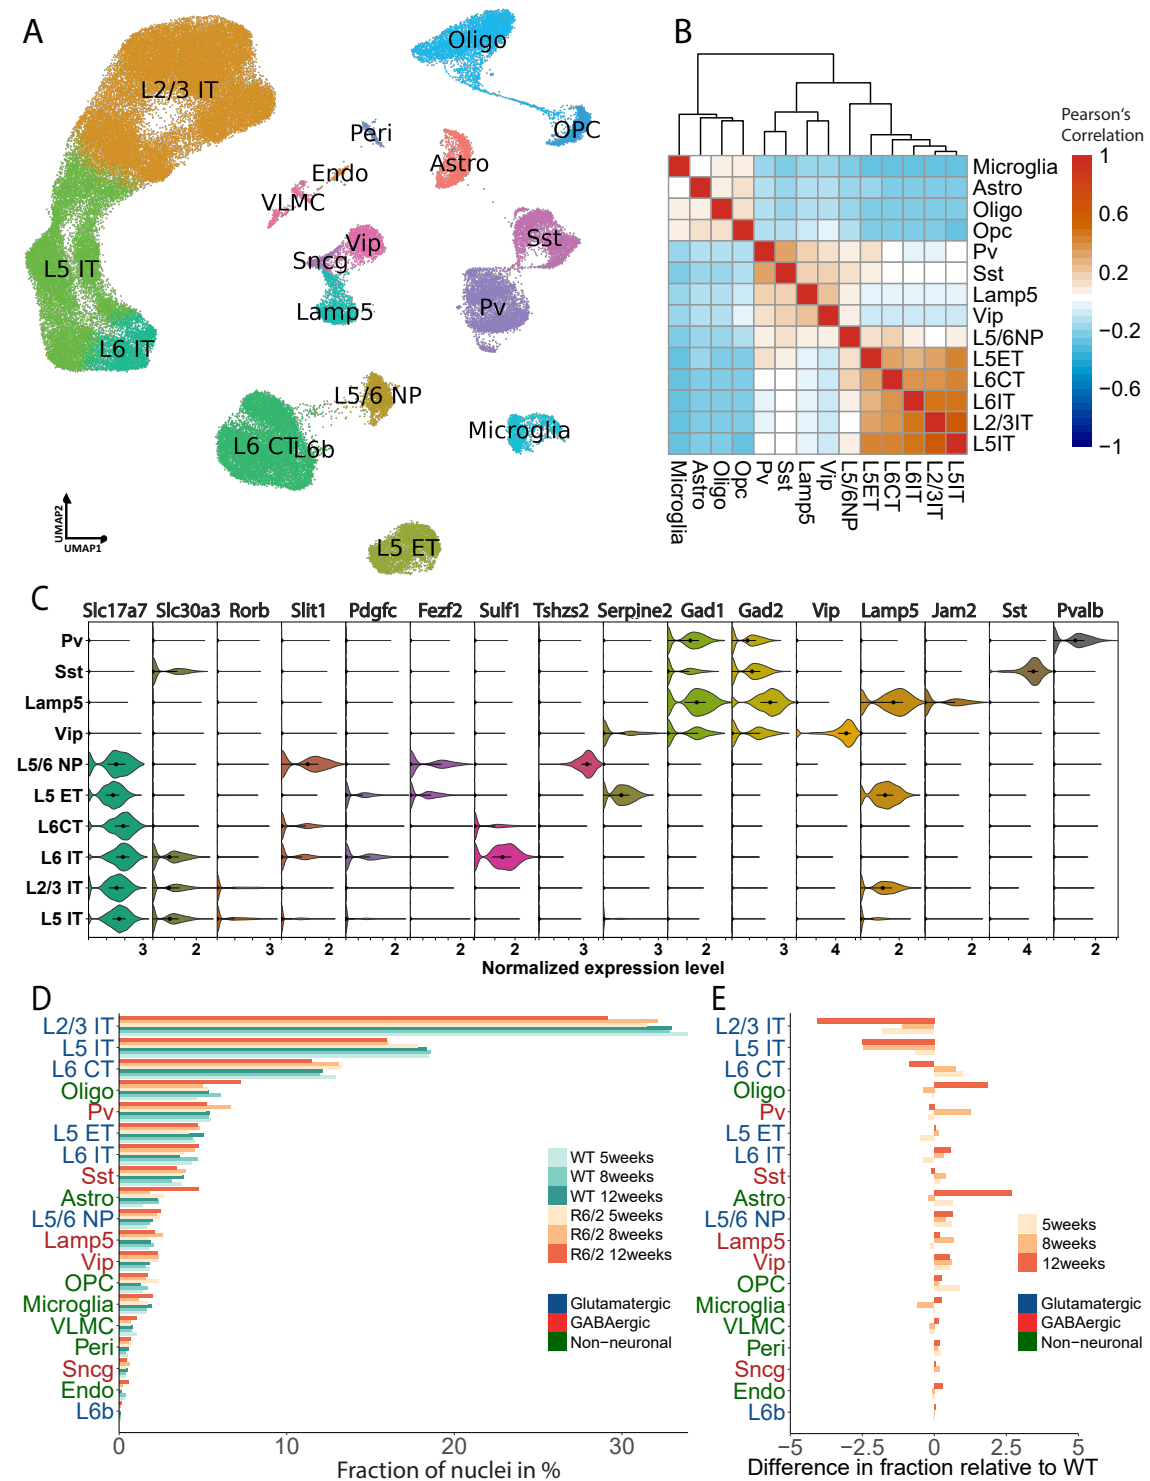 A
L2/3 IT
Oligo
OPC
Peri
Astro
Endo
VLMC
Vip
Sst
Sncg
L5 IT
Lamp5
Pv
L6 IT
L5/6 NP
L6 CT
L6b
Microglia
L5 ET
UMAP2
UMAP1
B
Pearson's
Correlation
1
0.6
0.2
−0.2
−0.6
−1
Microglia
Astro
Oligo
Opc
Pv
Sst
Lamp5
Vip
L5/6NP
L5ET
L6CT
L6IT
L2/3IT
L5IT
Microglia
Astro
Oligo
Opc
Pv
Sst
Lamp5
Vip
L5/6NP
L5ET
L6CT
L6IT
L2/3IT
L5IT
C
Slc17a7 Slc30a3 Rorb Slit1 Pdgfc Fezf2 Sulf1 Tshzs2 Serpine2 Gad1 Gad2 Vip Lamp5 Jam2 Sst Pvalb
Pv
Sst
Lamp5
Vip
L5/6 NP
L5 ET
L6CT
L6 IT
L2/3 IT
L5 IT
3 2 3 2 2 2 2 3 3 2 3 4 2 2 4 2
Normalized expression level
D
L2/3 IT
L5 IT
L6 CT
Oligo
Pv
L5 ET
L6 IT
Sst
Astro
L5/6 NP
Lamp5
Vip
OPC
Microglia
VLMC
Peri
Sncg
Endo
L6b
WT 5weeks
WT 8weeks
WT 12weeks
R6/2 5weeks
R6/2 8weeks
R6/2 12weeks
Glutamatergic
GABAergic
Non−neuronal
0 10 20 30
Fraction of nuclei in %
E
L2/3 IT
L5 IT
L6 CT
Oligo
Pv
L5 ET
L6 IT
Sst
Astro
L5/6 NP
Lamp5
Vip
OPC
Microglia
VLMC
Peri
Sncg
Endo
L6b
5weeks
8weeks
12weeks
Glutamatergic
GABAergic
Non−neuronal
−5 −2.5 0 2.5 5
Difference in fraction relative to WT